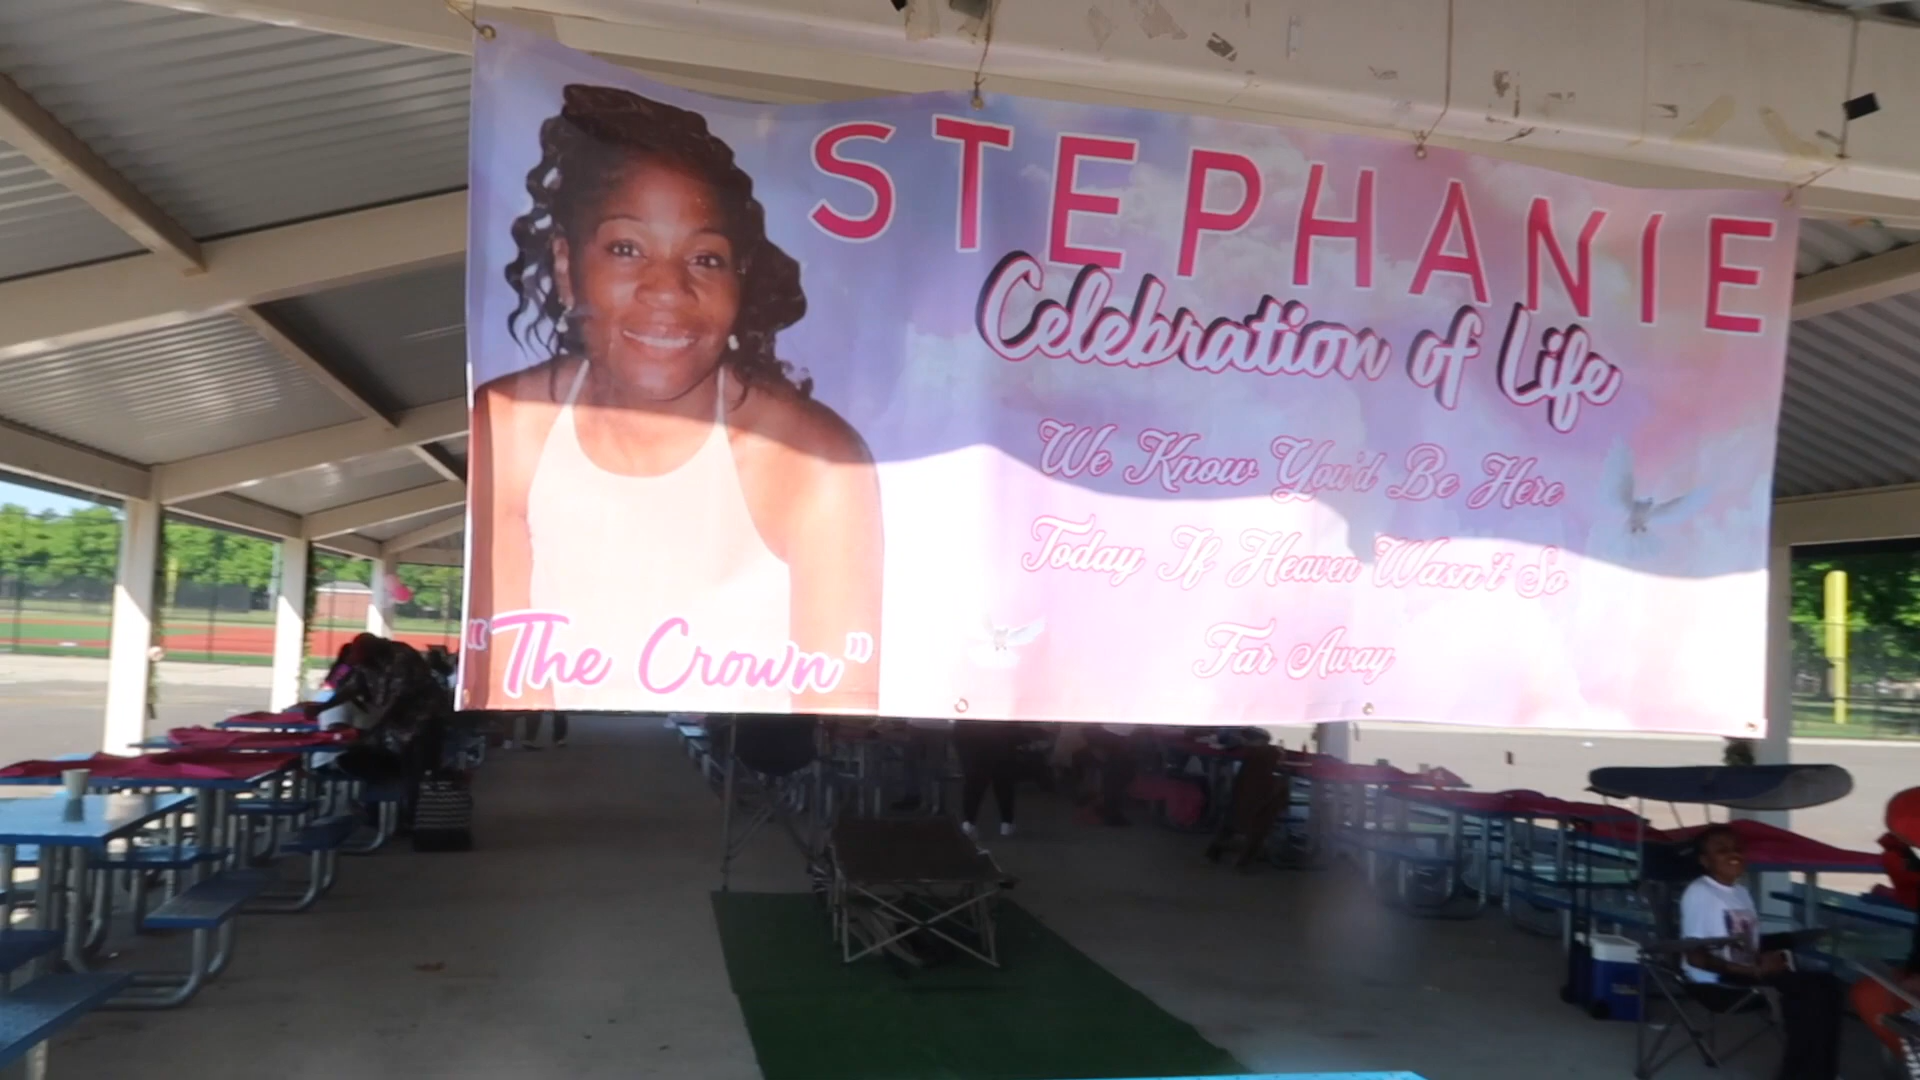 STEPHANIE
Celebration of Life
We Know You'd Be Here
Today If Heaven Wasn't So
Far Away
"The Crown"